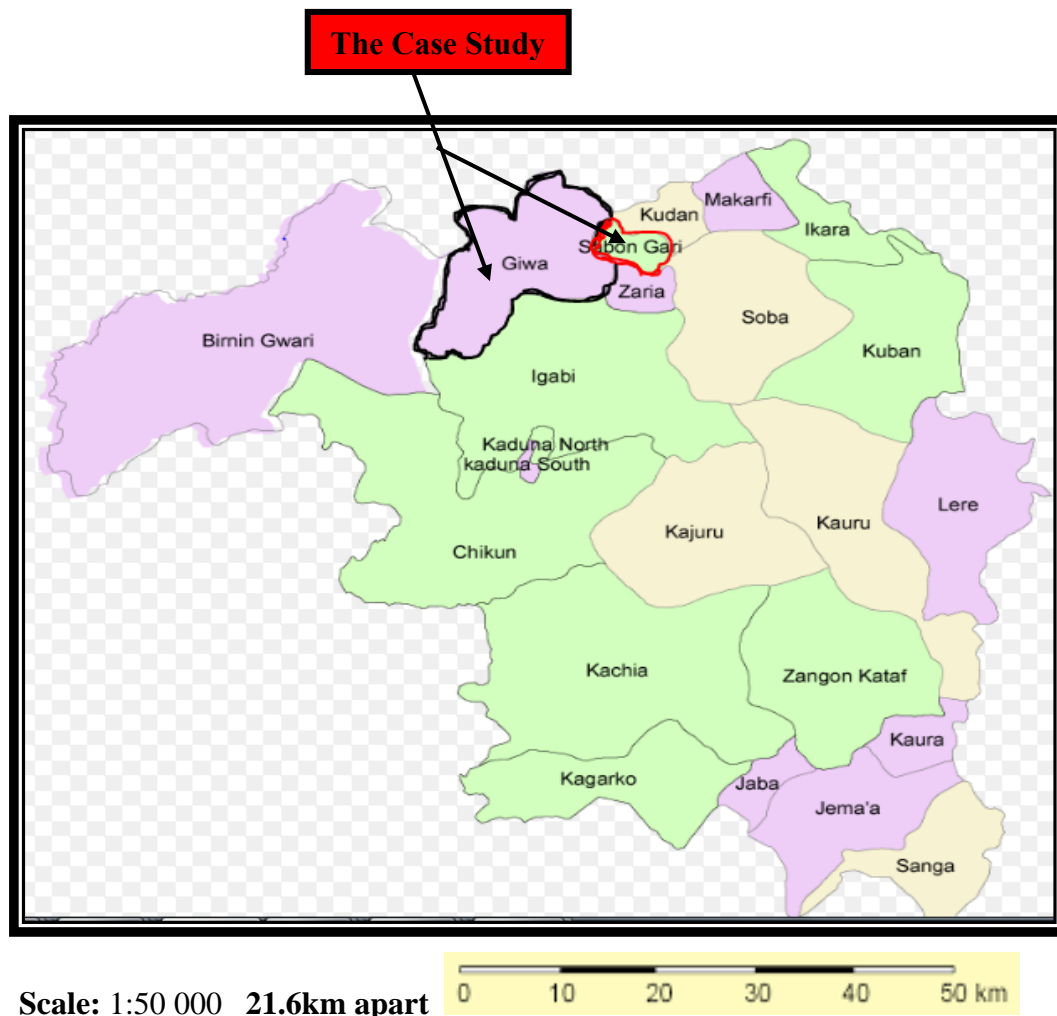 The Case Study
Makarfi
Kudan
Ikara
Sabon Gari
Giwa
Zaria
Soba
Birnin Gwari
Kuban
Igabi
Kaduna North
kaduna South
Lere
Kajuru
Kauru
Chikun
Kachia
Zangon Kataf
Kaura
Kagarko
Jaba
Jema'a
Sanga
Scale: 1:50 000 21.6km apart
0 10 20 30 40 50 km